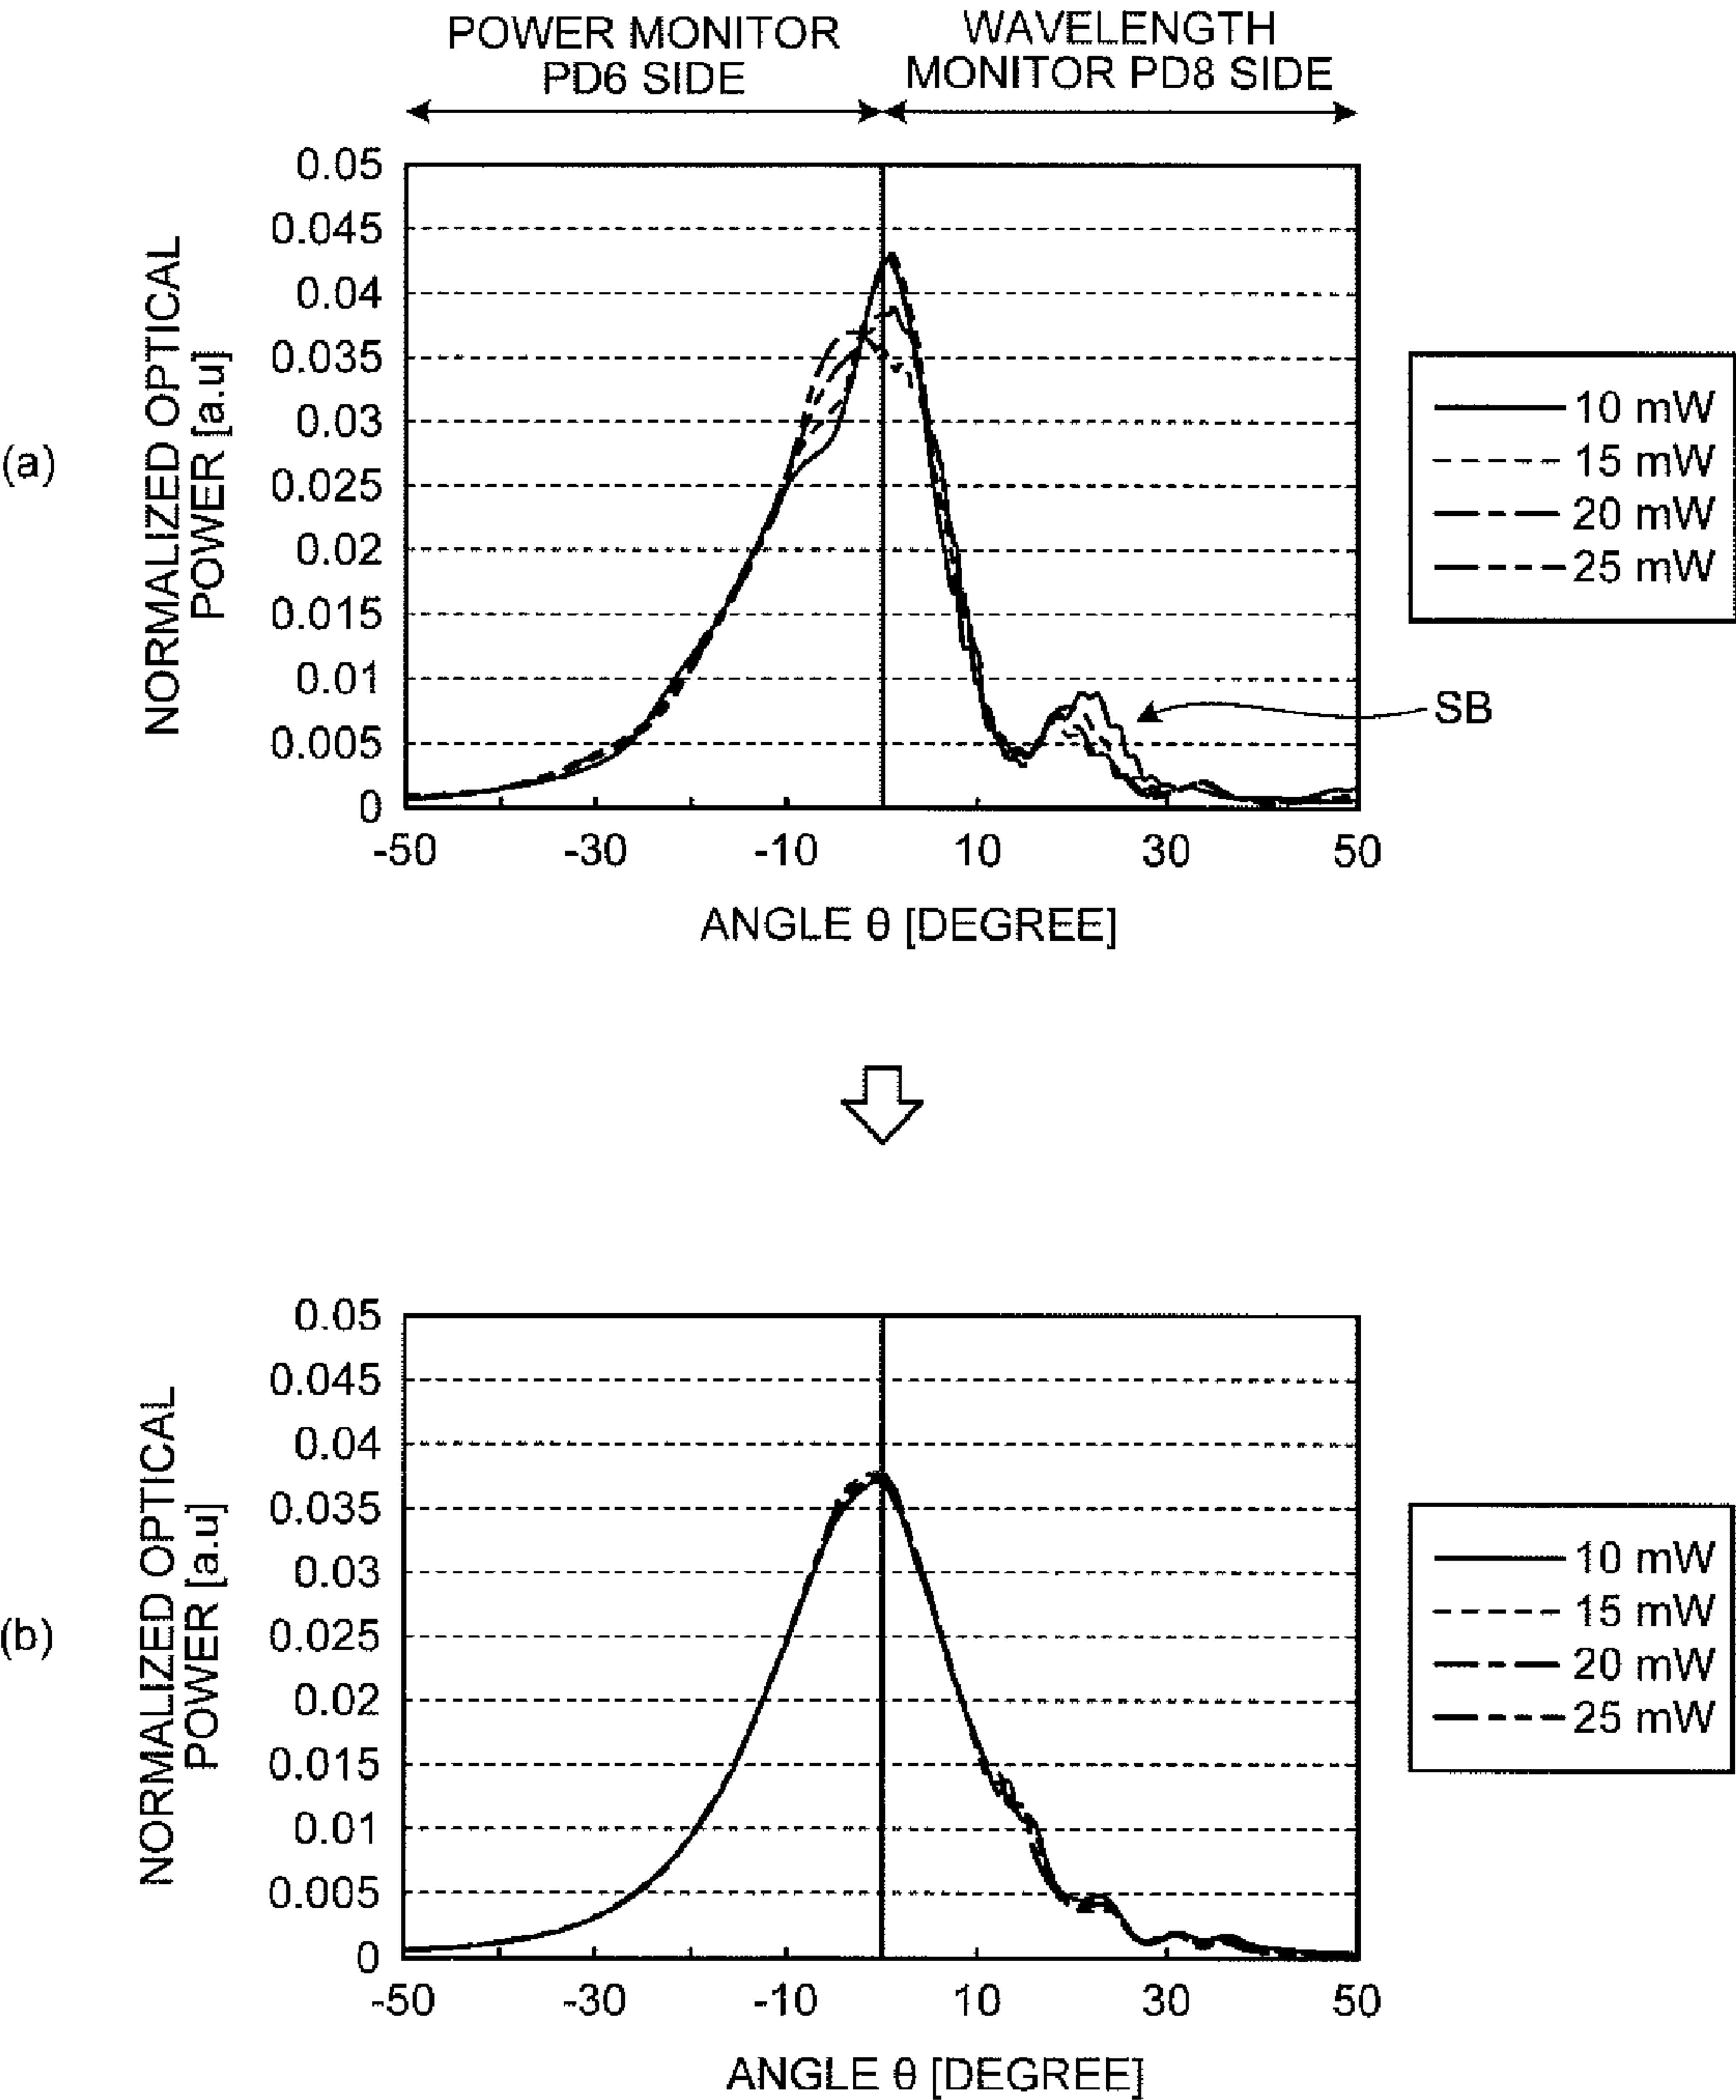 POWER MONITOR
PD6 SIDE
WAVELENGTH
MONITOR PD8 SIDE
(a)
NORMALIZED OPTICAL
POWER [a.u]
0.05
0.045
0.04
0.035
0.03
0.025
0.02
0.015
0.01
0.005
0
-50
-30
-10
10
30
50
ANGLE θ [DEGREE]
SB
10 mW
15 mW
20 mW
25 mW
(b)
NORMALIZED OPTICAL
POWER [a.u]
0.05
0.045
0.04
0.035
0.03
0.025
0.02
0.015
0.01
0.005
0
-50
-30
-10
10
30
50
ANGLE θ [DEGREE]
10 mW
15 mW
20 mW
25 mW